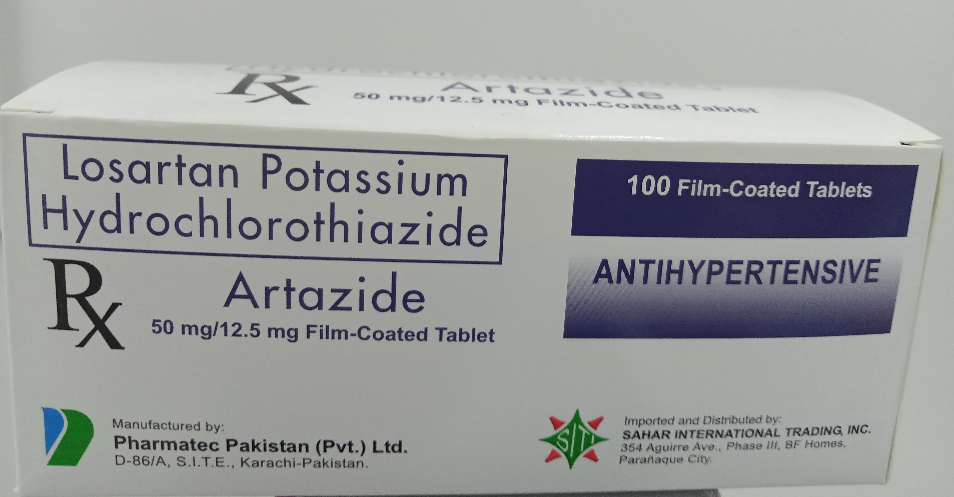 Rx
Artazide
50 mg/12.5 mg Film-Coated Tablet
Losartan Potassium
Hydrochlorothiazide
Rx
Artazide
50 mg/12.5 mg Film-Coated Tablet
100 Film-Coated Tablets
ANTIHYPERTENSIVE
Manufactured by:
Pharmatec Pakistan (Pvt.) Ltd.
D-86/A, S.I.T.E., Karachi-Pakistan.
SITI
Imported and Distributed by:
SAHAR INTERNATIONAL TRADING, INC.
354 Aguirre Ave., Phase III, BF Homes,
Parañaque City.